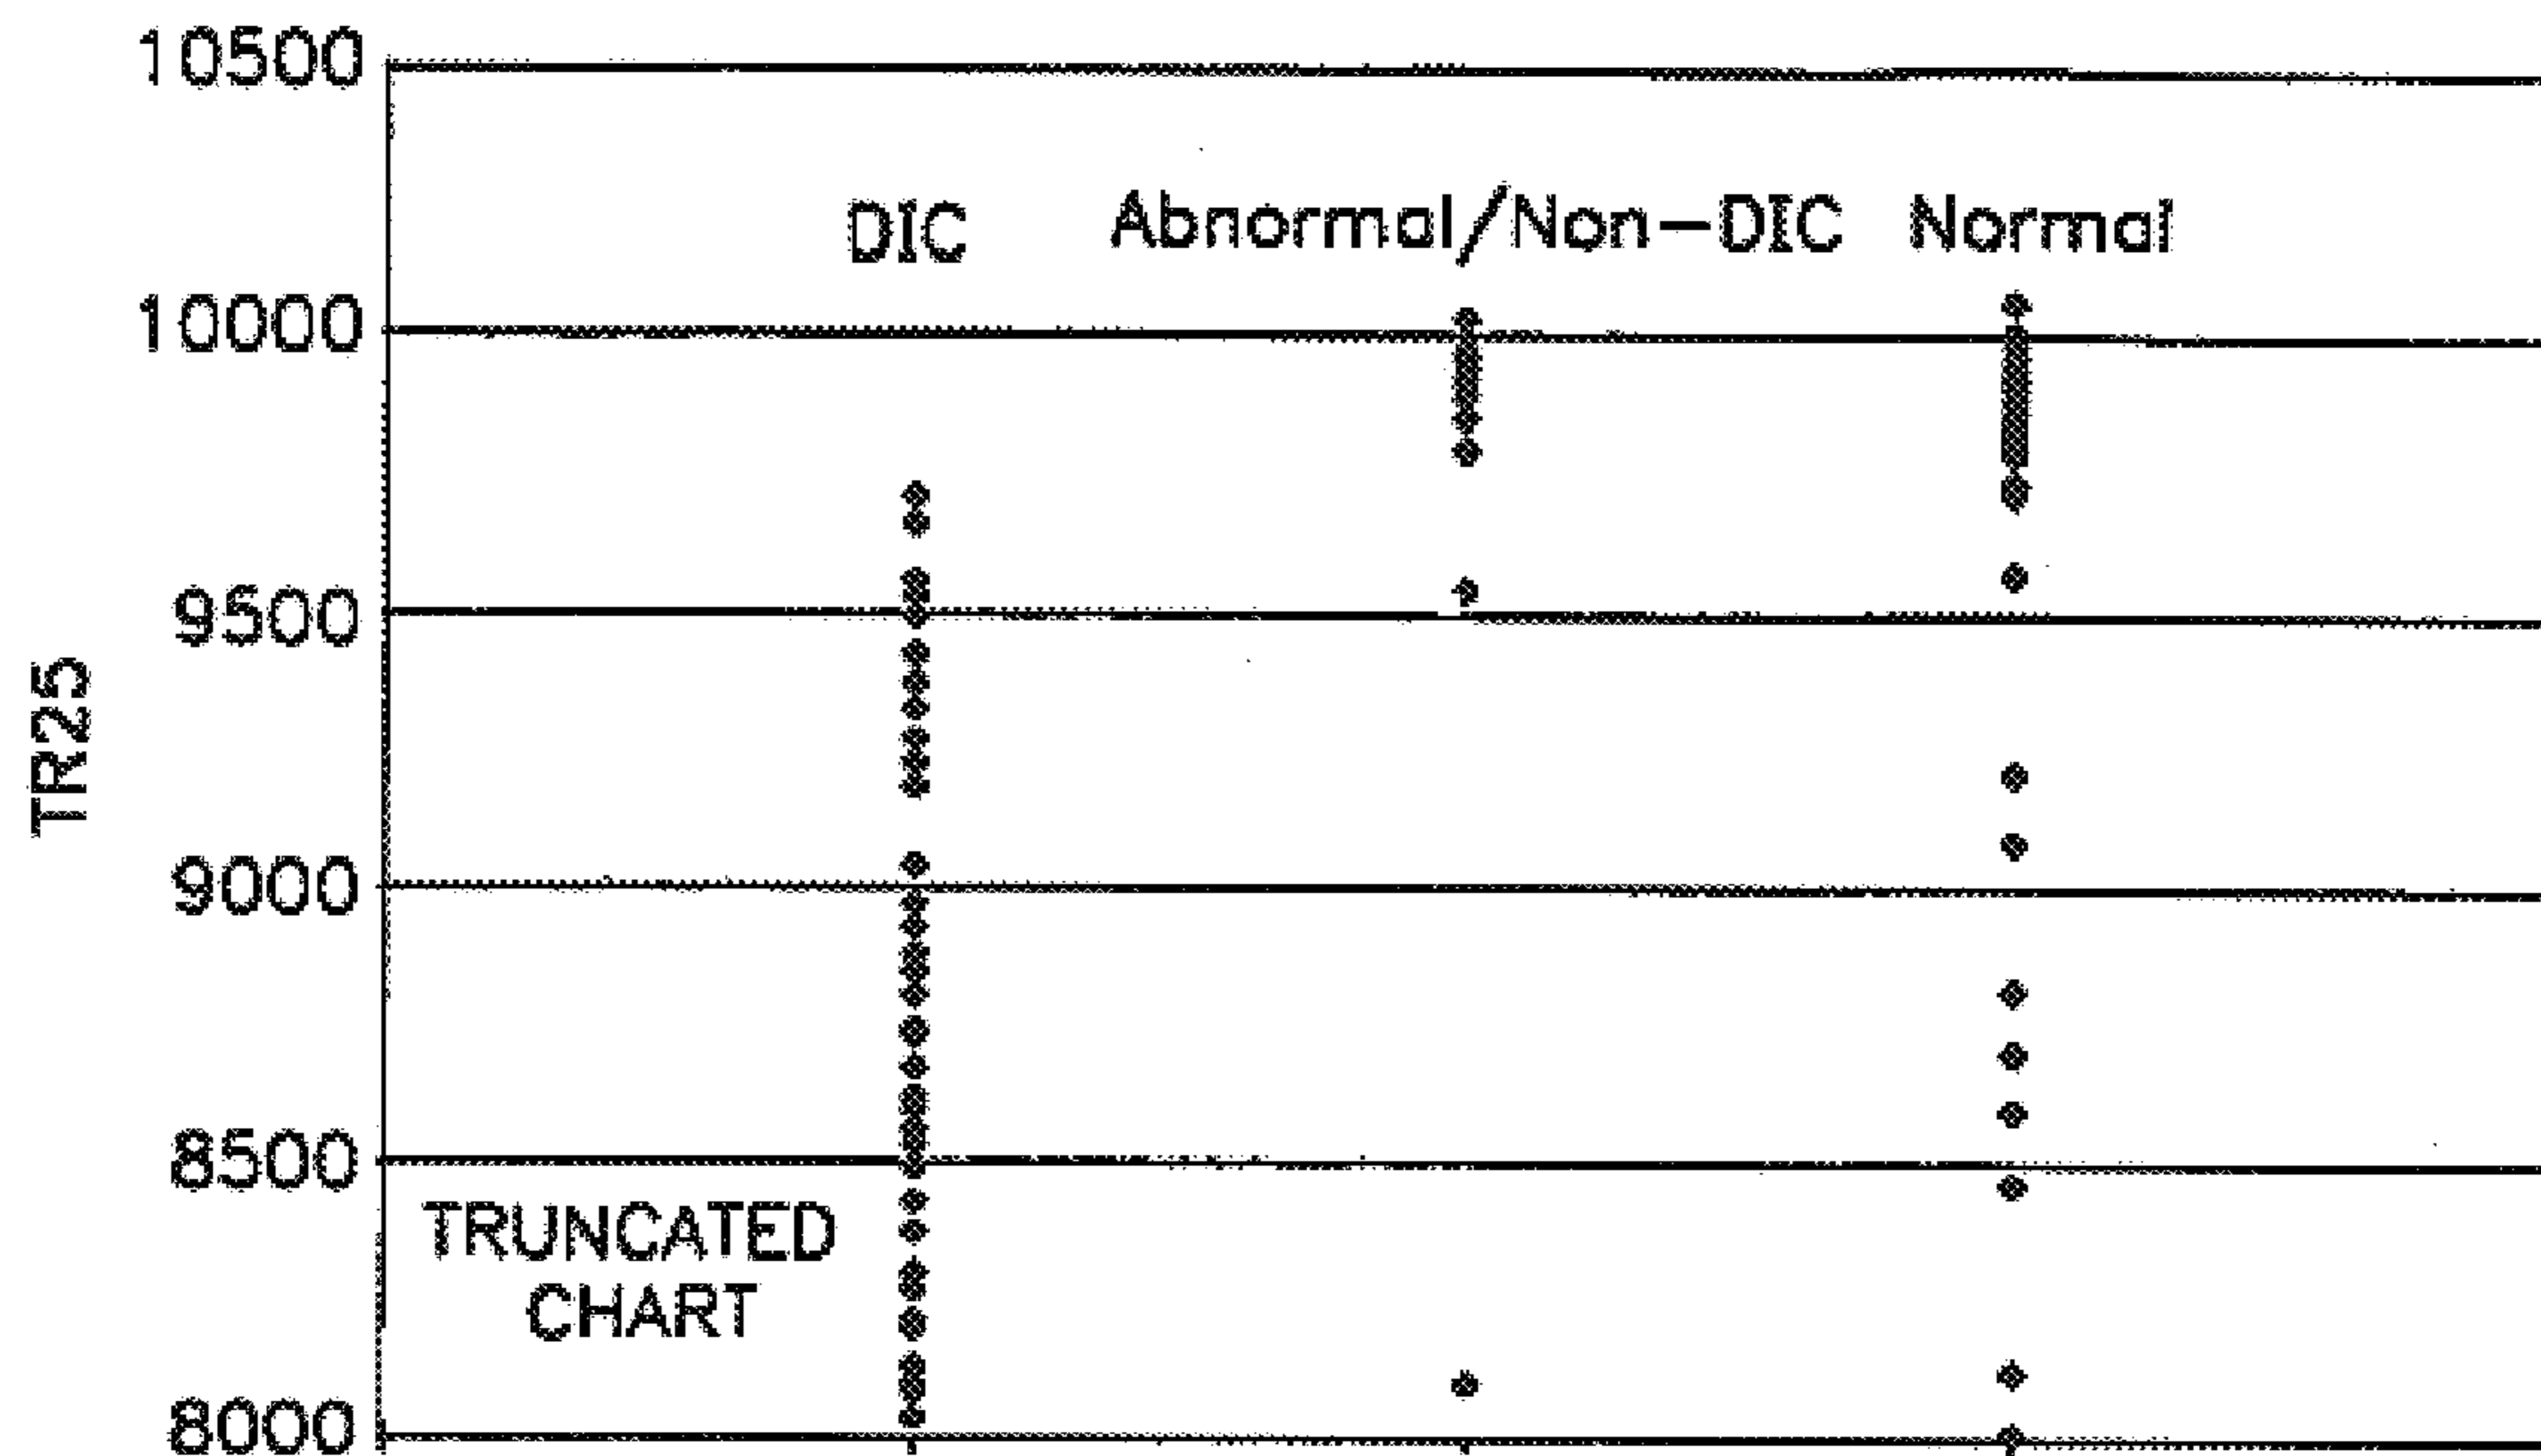 10500
DIC Abnormal/Non-DIC Normal
10000
9500
TR25
9000
8500
TRUNCATED
CHART
8000